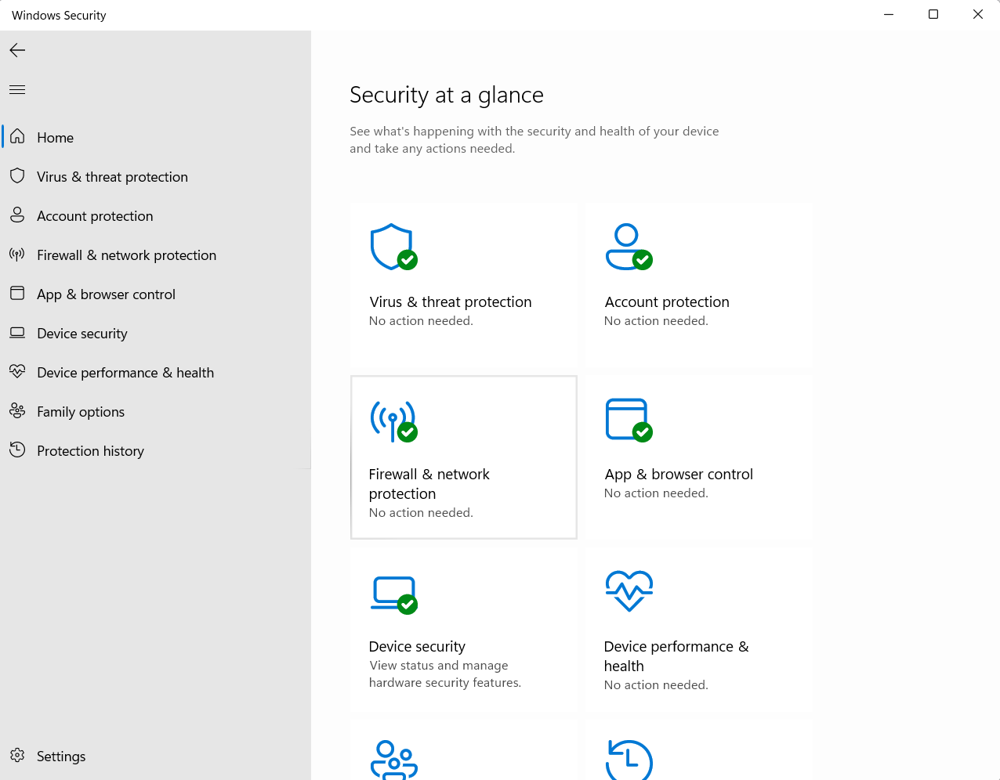 Windows Security
Home
Virus & threat protection
Account protection
Firewall & network protection
App & browser control
Device security
Device performance & health
Family options
Protection history
Settings
Security at a glance
See what's happening with the security and health of your device
and take any actions needed.
Virus & threat protection
No action needed.
Account protection
No action needed.
Firewall & network
protection
No action needed.
App & browser control
No action needed.
Device security
View status and manage
hardware security features.
Device performance &
health
No action needed.